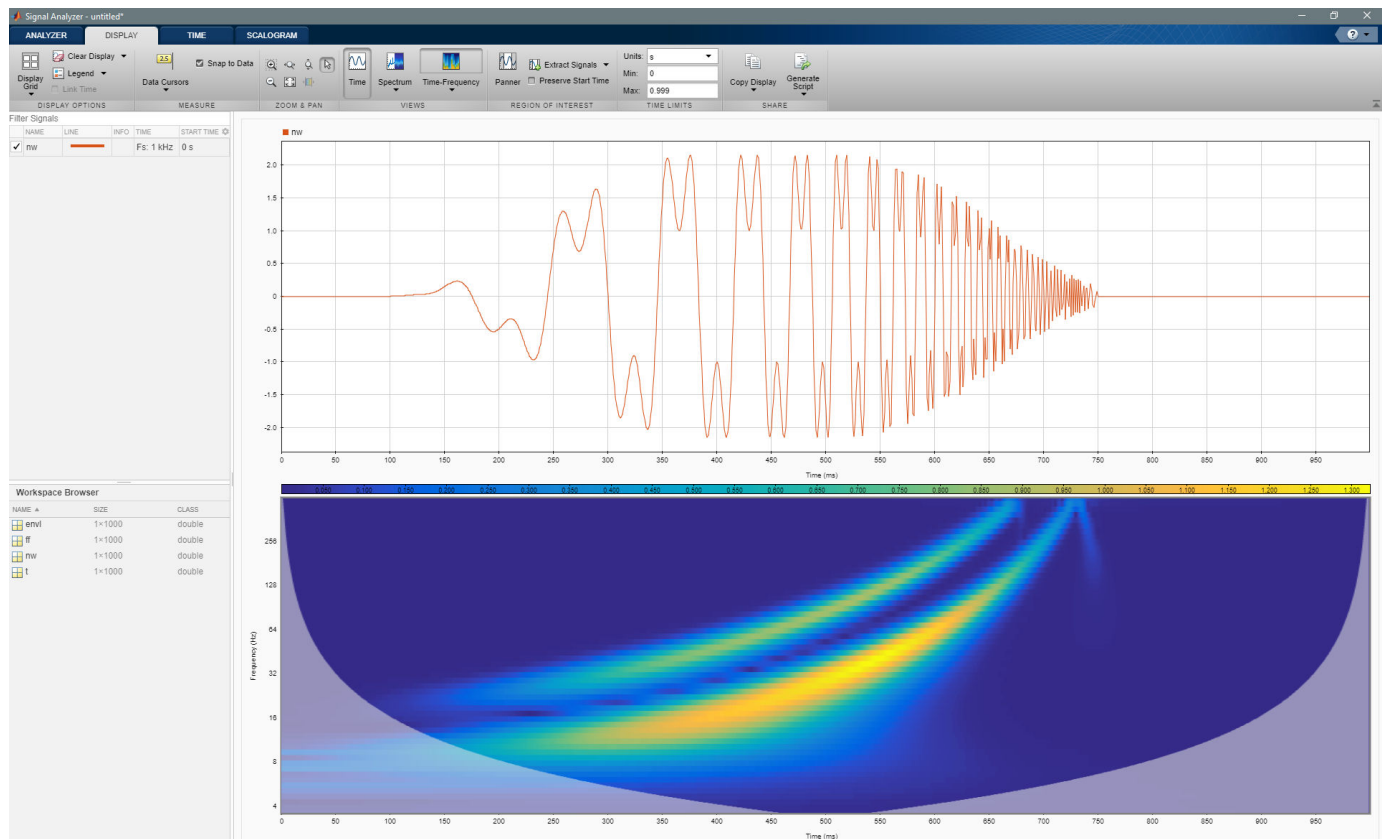 Signal Analyzer - untitled*
ANALYZER DISPLAY TIME SCALOGRAM
Display Grid
Clear Display
Legend
Link Time
2.5
Data Cursors
Snap to Data
Time
Spectrum
Time-Frequency
Panner
Extract Signals
Preserve Start Time
Units: s
Min: 0
Max: 0.999
Copy Display
Generate Script
DISPLAY OPTIONS MEASURE ZOOM & PAN VIEWS REGION OF INTEREST TIME LIMITS SHARE
Filter Signals
NAME LINE INFO TIME START TIME
nw Fs: 1 kHz 0 s
nw
2.0
1.5
1.0
0.5
0
-0.5
-1.0
-1.5
-2.0
0 50 100 150 200 250 300 350 400 450 500 550 600 650 700 750 800 850 900 950
Time (ms)
Workspace Browser
NAME SIZE CLASS
envl 1×1000 double
ff 1×1000 double
nw 1×1000 double
t 1×1000 double
0.050 0.100 0.150 0.200 0.250 0.300 0.350 0.400 0.450 0.500 0.550 0.600 0.650 0.700 0.750 0.800 0.850 0.900 0.950 1.000 1.050 1.100 1.150 1.200 1.250 1.300
256
128
64
32
16
8
4
Frequency (Hz)
0 50 100 150 200 250 300 350 400 450 500 550 600 650 700 750 800 850 900 950
Time (ms)